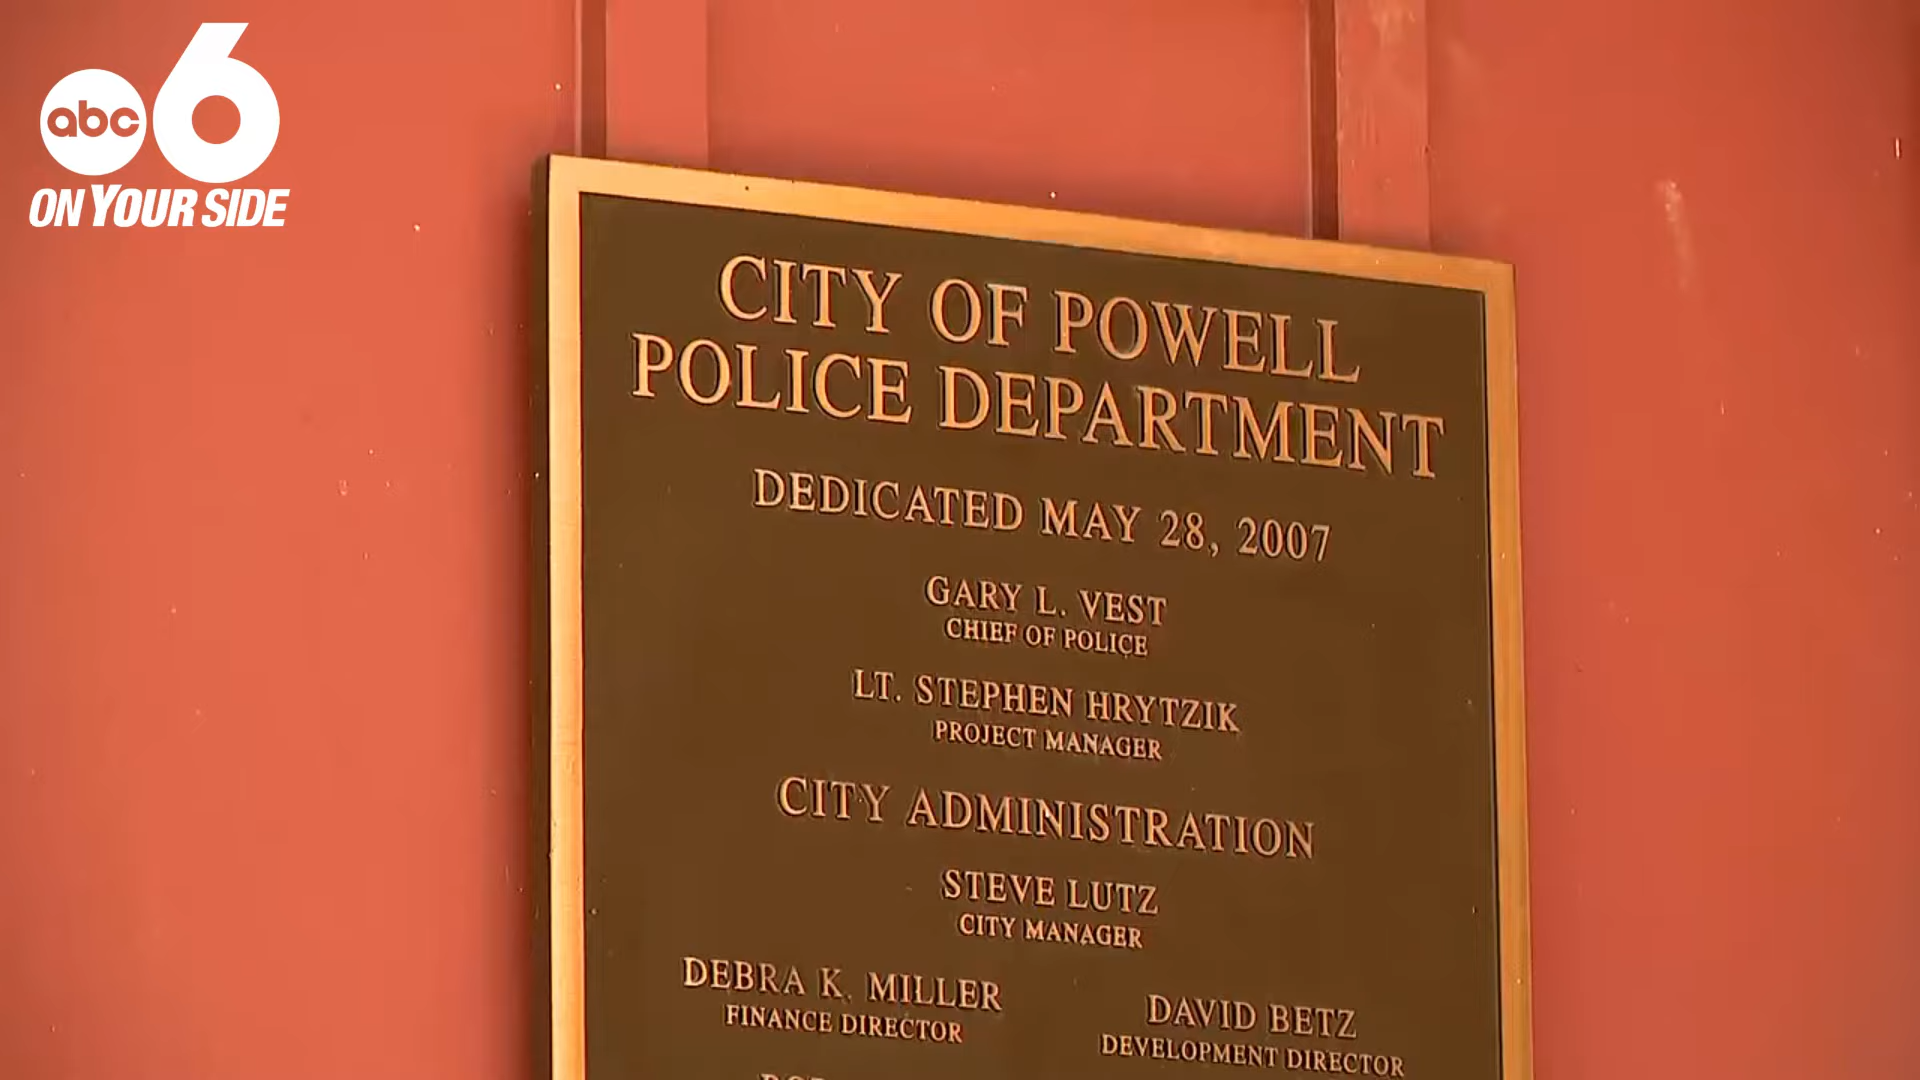 abc 6
ON YOUR SIDE
CITY OF POWELL
POLICE DEPARTMENT
DEDICATED MAY 28, 2007
GARY L. VEST
CHIEF OF POLICE
LT. STEPHEN HRYTZIK
PROJECT MANAGER
CITY ADMINISTRATION
STEVE LUTZ
CITY MANAGER
DEBRA K. MILLER
FINANCE DIRECTOR
DAVID BETZ
DEVELOPMENT DIRECTOR